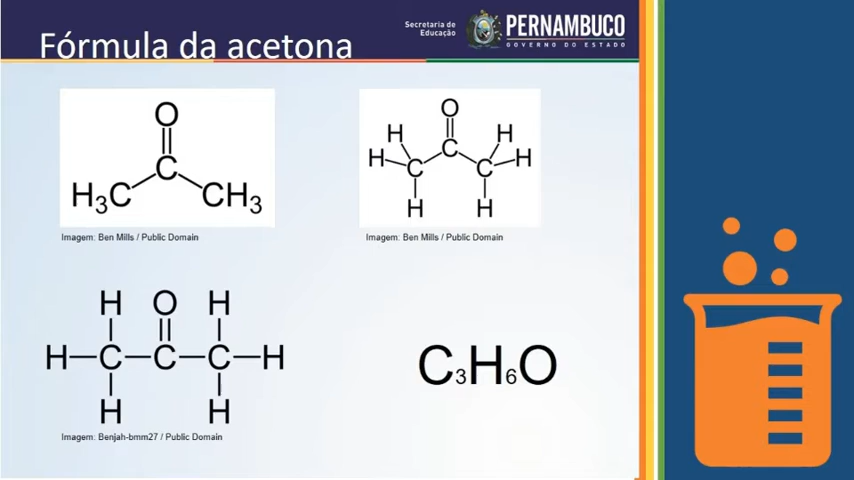 Fórmula da acetona
Secretaria de
Educação
PERNAMBUCO
GOVERNO DO ESTADO
O
C
H₃C CH₃
Imagem: Ben Mills / Public Domain
O
H H
H C C C H
H H
Imagem: Ben Mills / Public Domain
H O H
H—C—C—C—H
H H
Imagem: Benjah-bmm27 / Public Domain
C₃H₆O